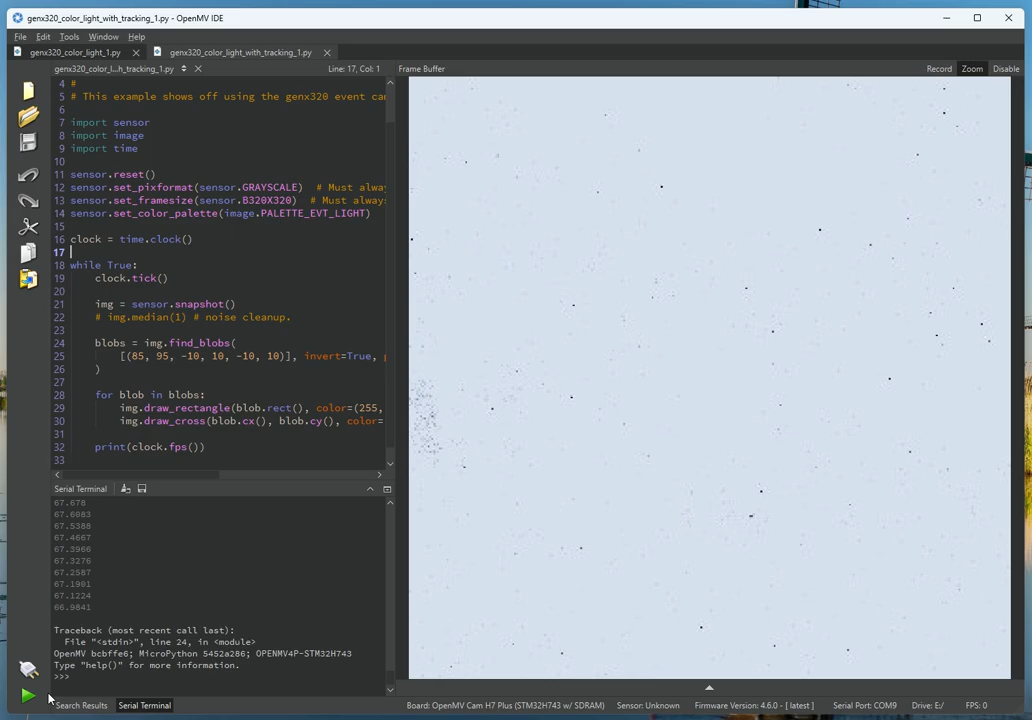 genx320_color_light_with_tracking_1.py - OpenMV IDE
File Edit Tools Window Help
genx320_color_light_1.py genx320_color_light_with_tracking_1.py
genx320_color_l...h_tracking_1.py Line: 17, Col: 1 Frame Buffer Record Zoom Disable
4 #
5 # This example shows off using the genx320 event ca
6
7 import sensor
8 import image
9 import time
10
11 sensor.reset()
12 sensor.set_pixformat(sensor.GRAYSCALE)  # Must alway
13 sensor.set_framesize(sensor.B320X320)  # Must always
14 sensor.set_color_palette(image.PALETTE_EVT_LIGHT)
15
16 clock = time.clock()
17
18 while True:
19     clock.tick()
20
21     img = sensor.snapshot()
22     # img.median(1) # noise cleanup.
23
24     blobs = img.find_blobs(
25         [(85, 95, -10, 10, -10, 10)], invert=True, p
26     )
27
28     for blob in blobs:
29         img.draw_rectangle(blob.rect(), color=(255,
30         img.draw_cross(blob.cx(), blob.cy(), color=
31
32     print(clock.fps())
33
Serial Terminal
67.678
67.6083
67.5388
67.4667
67.3966
67.3276
67.2587
67.1901
67.1224
66.9841
Traceback (most recent call last):
  File "<stdin>", line 24, in <module>
OpenMV bcbffe6; MicroPython 5452a286; OPENMV4P-STM32H743
Type "help()" for more information.
>>>
Search Results Serial Terminal Board: OpenMV Cam H7 Plus (STM32H743 w/ SDRAM) Sensor: Unknown Firmware Version: 4.6.0 - [ latest ] Serial Port: COM9 Drive: E:/ FPS: 0